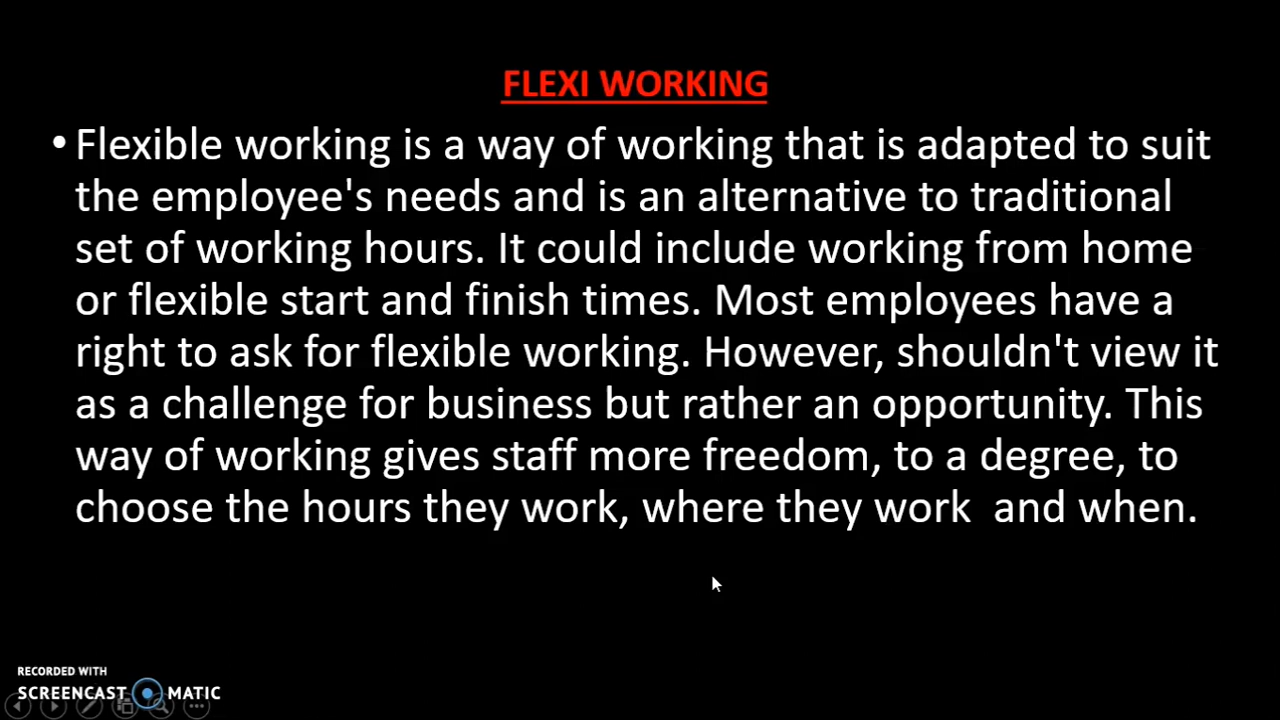 FLEXI WORKING
• Flexible working is a way of working that is adapted to suit
the employee's needs and is an alternative to traditional
set of working hours. It could include working from home
or flexible start and finish times. Most employees have a
right to ask for flexible working. However, shouldn't view it
as a challenge for business but rather an opportunity. This
way of working gives staff more freedom, to a degree, to
choose the hours they work, where they work  and when.
RECORDED WITH
SCREENCAST MATIC